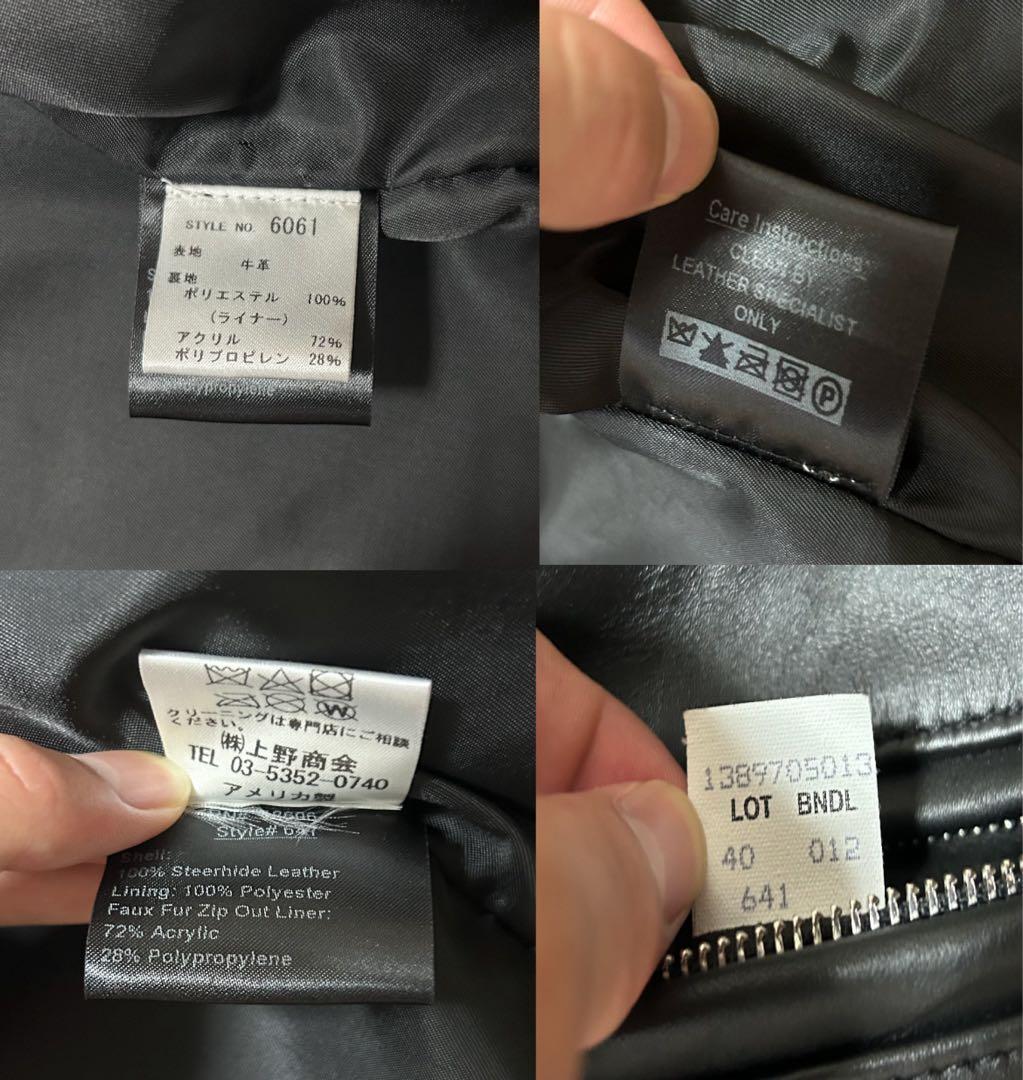 STYLE NO. 6061
表地
牛革
裏地
ポリエステル 100%
(ライナー)
アクリル 72%
ポリプロピレン 28%
Care Instructions:
CLEAN BY
LEATHER SPECIALIST
ONLY
P
W
クリーニングは専門店にご相談
ください。
(株)上野商会
TEL 03-5352-0740
アメリカ製
Style# 641
Shell:
100% Steerhide Leather
Lining: 100% Polyester
Faux Fur Zip Out Liner:
72% Acrylic
28% Polypropylene
1389705013
LOT BNDL
40 012
641